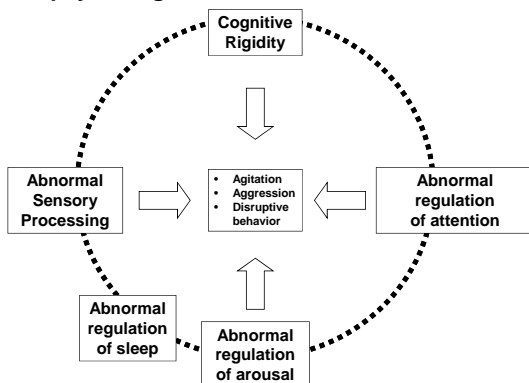 Cognitive
Rigidity
Abnormal
Sensory
Processing
• Agitation
• Aggression
• Disruptive
behavior
Abnormal
regulation
of attention
Abnormal
regulation
of sleep
Abnormal
regulation
of arousal